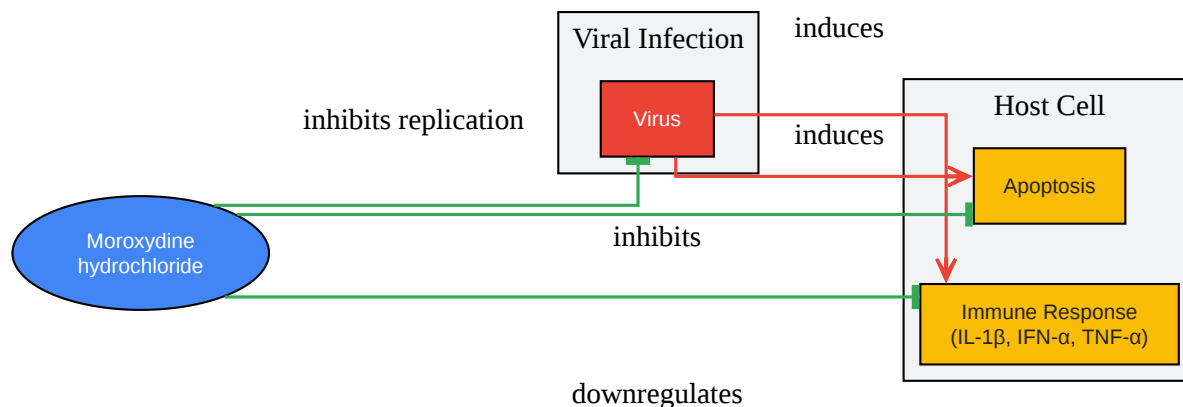 induces
Viral Infection
Host Cell
inhibits replication
Virus
induces
Apoptosis
inhibits
Moroxydine
hydrochloride
Immune Response
(IL-1β, IFN-α, TNF-α)
downregulates